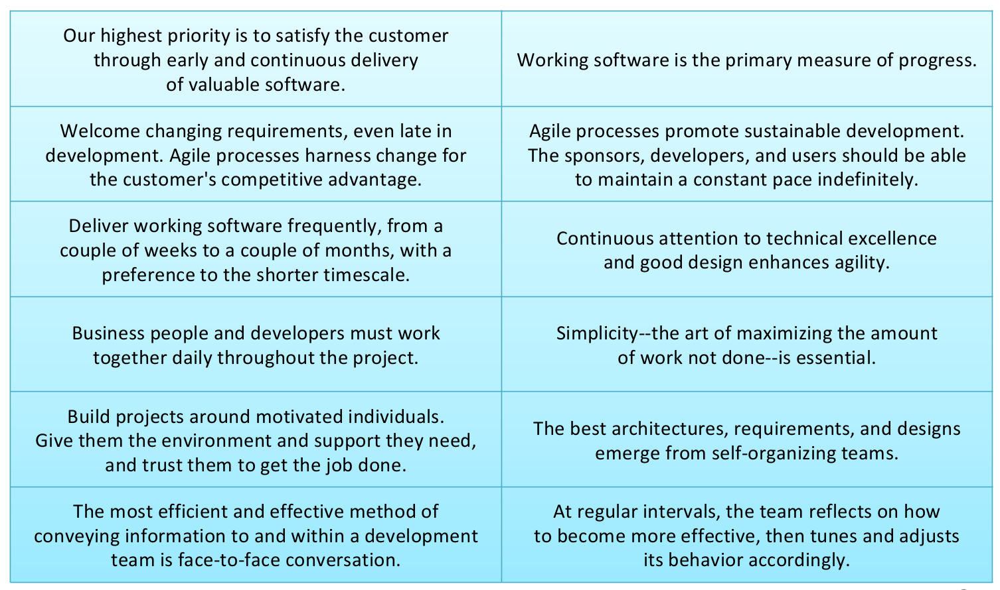 Our highest priority is to satisfy the customer
through early and continuous delivery
of valuable software.
Working software is the primary measure of progress.
Welcome changing requirements, even late in
development. Agile processes harness change for
the customer's competitive advantage.
Agile processes promote sustainable development.
The sponsors, developers, and users should be able
to maintain a constant pace indefinitely.
Deliver working software frequently, from a
couple of weeks to a couple of months, with a
preference to the shorter timescale.
Continuous attention to technical excellence
and good design enhances agility.
Business people and developers must work
together daily throughout the project.
Simplicity--the art of maximizing the amount
of work not done--is essential.
Build projects around motivated individuals.
Give them the environment and support they need,
and trust them to get the job done.
The best architectures, requirements, and designs
emerge from self-organizing teams.
The most efficient and effective method of
conveying information to and within a development
team is face-to-face conversation.
At regular intervals, the team reflects on how
to become more effective, then tunes and adjusts
its behavior accordingly.